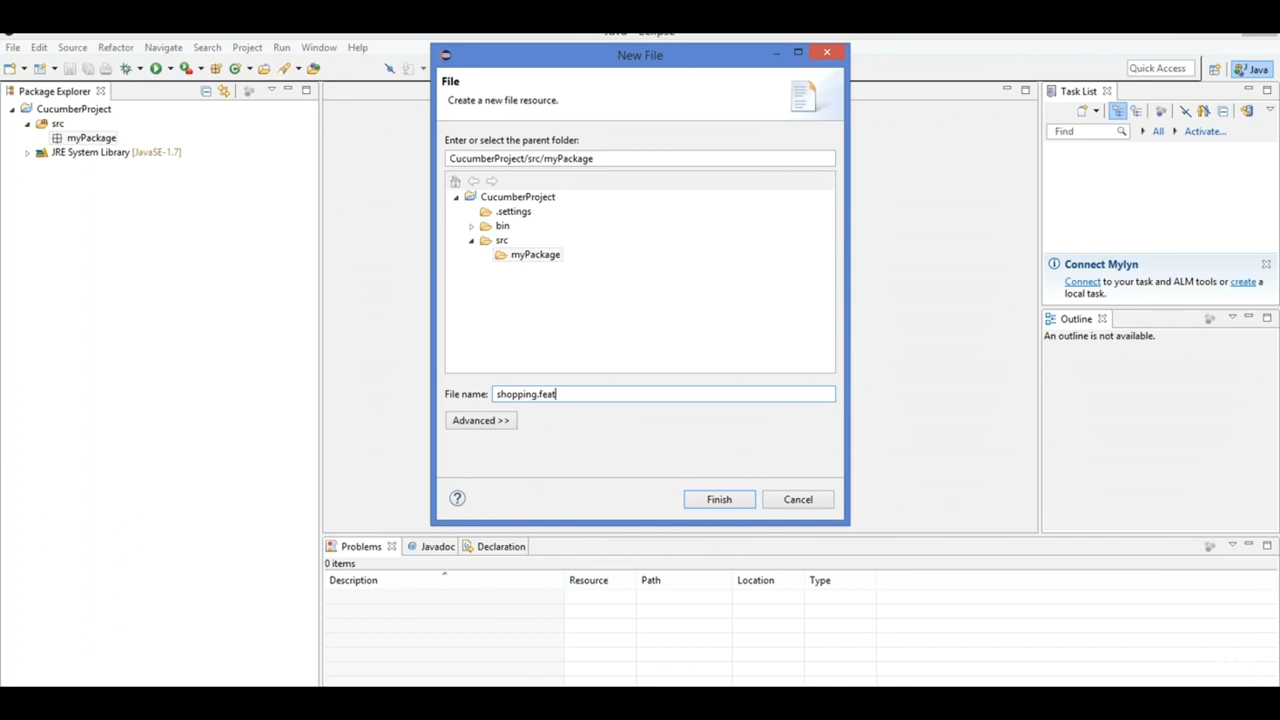 File Edit Source Refactor Navigate Search Project Run Window Help
Quick Access
Java
Package Explorer
CucumberProject
src
myPackage
JRE System Library [JavaSE-1.7]
New File
File
Create a new file resource.
Enter or select the parent folder:
CucumberProject/src/myPackage
CucumberProject
.settings
bin
src
myPackage
File name: shopping.feat
Advanced >>
? Finish Cancel
Task List
Find All Activate...
Connect Mylyn
Connect to your task and ALM tools or create a
local task.
Outline
An outline is not available.
Problems @ Javadoc Declaration
0 items
Description Resource Path Location Type